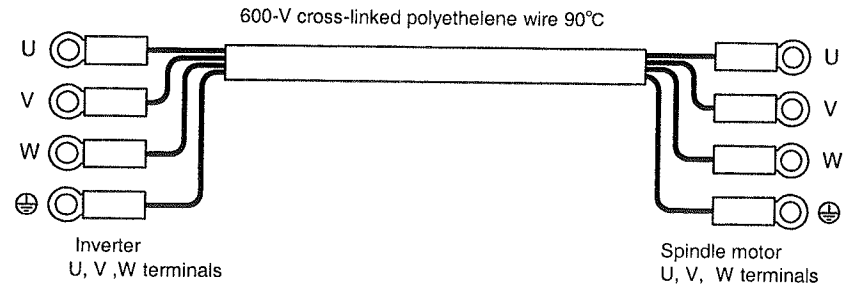 600-V cross-linked polyethelene wire 90°C
U
V
W
Inverter
U, V ,W terminals
U
V
W
Spindle motor
U, V, W terminals